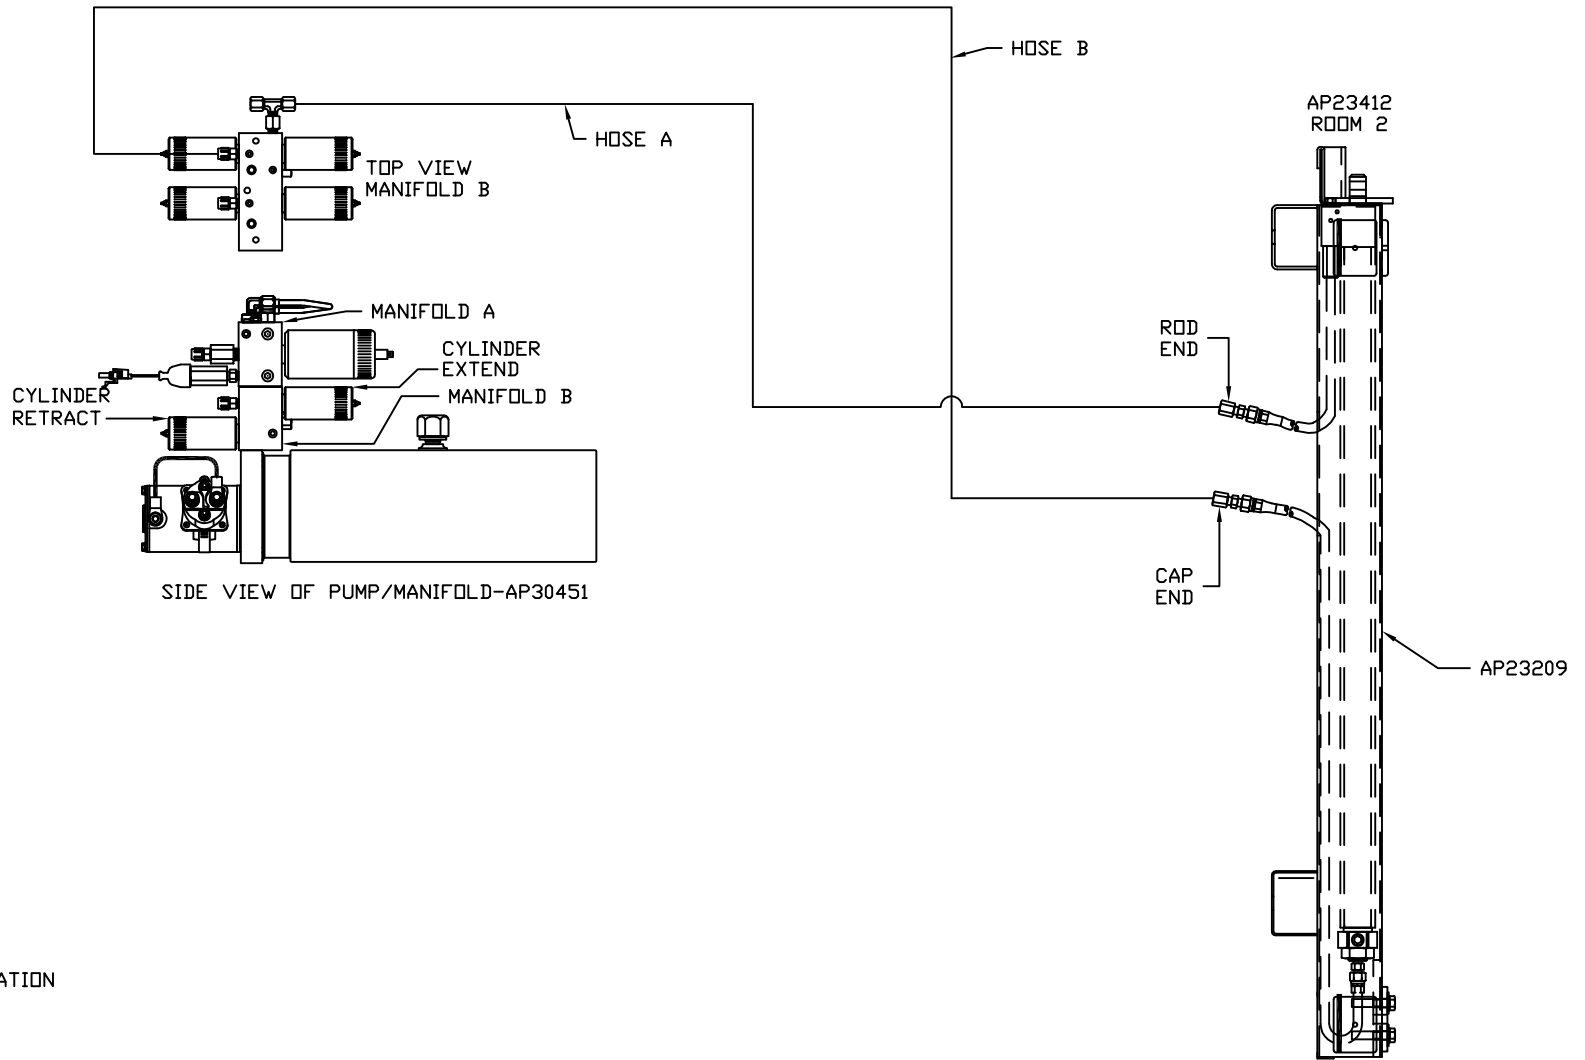 HOSE B
AP23412
ROOM 2
HOSE A
TOP VIEW
MANIFOLD B
MANIFOLD A
ROD
END
CYLINDER
EXTEND
CYLINDER
RETRACT
MANIFOLD B
SIDE VIEW OF PUMP/MANIFOLD-AP30451
CAP
END
AP23209
ATION